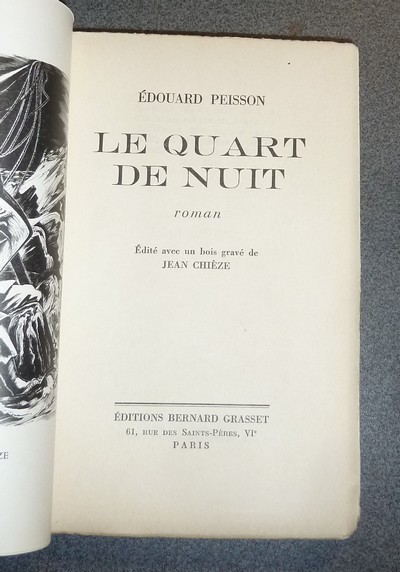 ÉDOUARD PEISSON
LE QUART
DE NUIT
roman
Édité avec un bois gravé de
JEAN CHIÈZE
ÉDITIONS BERNARD GRASSET
61, RUE DES SAINTS-PÈRES, VIe
PARIS
ZE